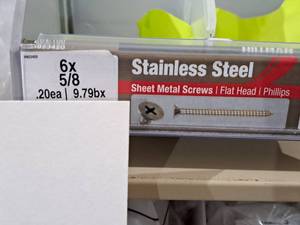 6x
5/8
.20ea | 9.79bx
Stainless Steel
Sheet Metal Screws | Flat Head | Phillips